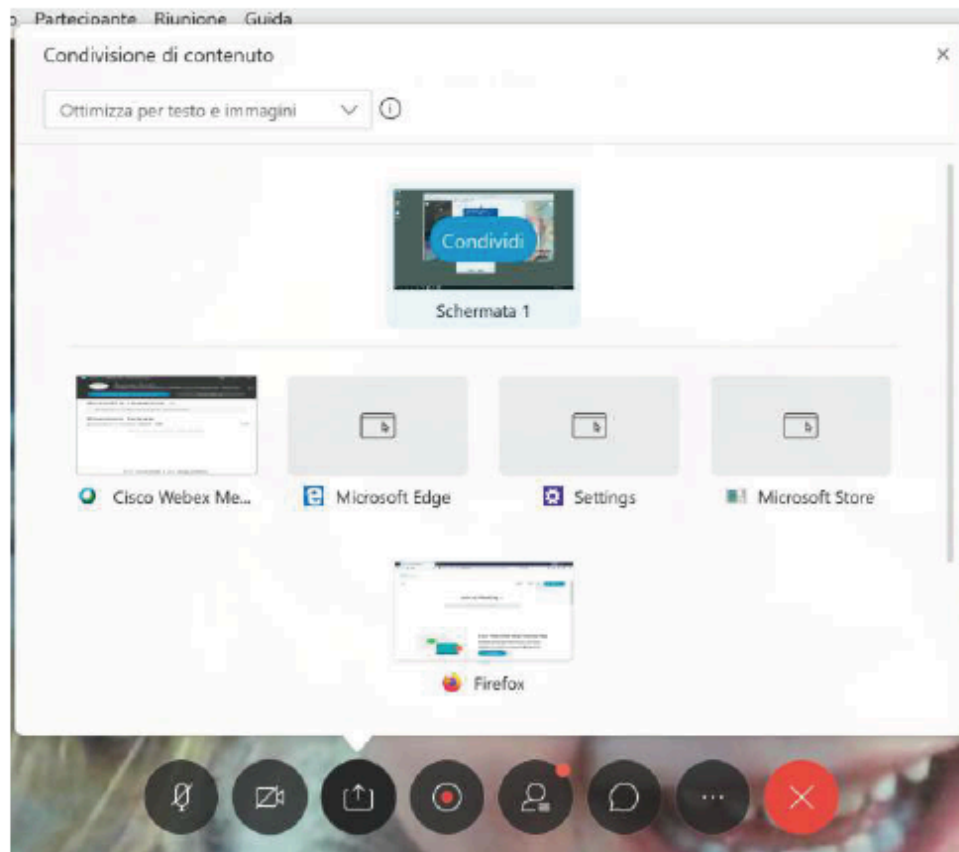 Partecipante Riunione Guida
Condivisione di contenuto
Ottimizza per testo e immagini
Condividi
Schermata 1
Cisco Webex Me...
Microsoft Edge
Settings
Microsoft Store
Firefox